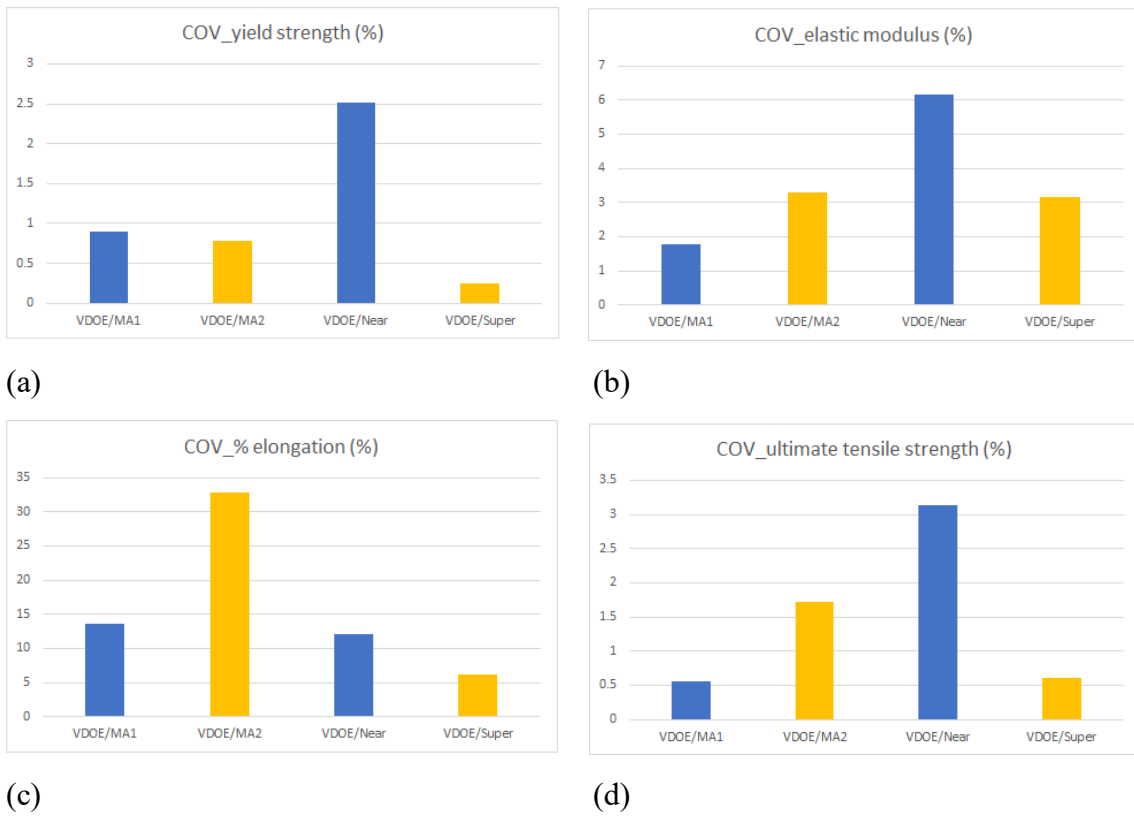 COV_yield strength (%)
3
2.5
2
1.5
1
0.5
0
VDOE/MA1 VDOE/MA2 VDOE/Near VDOE/Super
(a)
COV_elastic modulus (%)
7
6
5
4
3
2
1
0
VDOE/MA1 VDOE/MA2 VDOE/Near VDOE/Super
(b)
COV_% elongation (%)
35
30
25
20
15
10
5
0
VDOE/MA1 VDOE/MA2 VDOE/Near VDOE/Super
(c)
COV_ultimate tensile strength (%)
3.5
3
2.5
2
1.5
1
0.5
0
VDOE/MA1 VDOE/MA2 VDOE/Near VDOE/Super
(d)